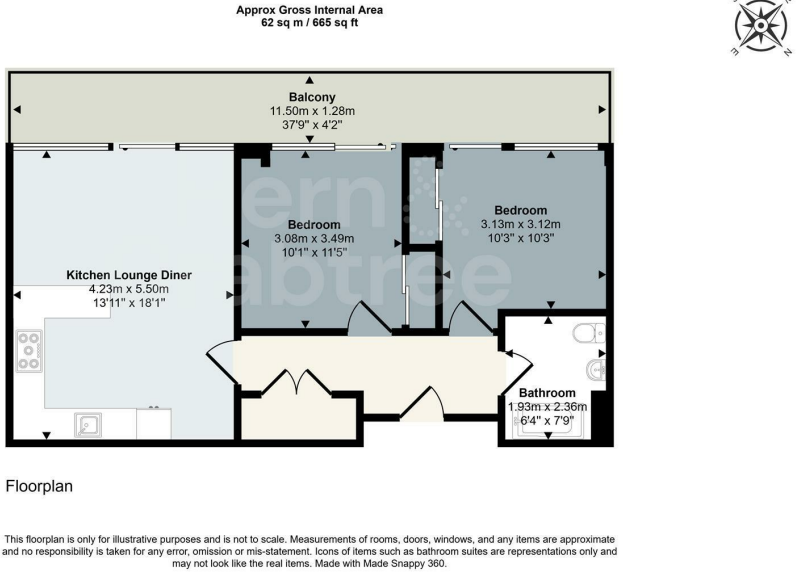 Approx Gross Internal Area
62 sq m / 665 sq ft
E
N
Balcony
11.50m x 1.28m
37'9" x 4'2"
Bedroom
3.08m x 3.49m
10'1" x 11'5"
Bedroom
3.13m x 3.12m
10'3" x 10'3"
Kitchen Lounge Diner
4.23m x 5.50m
13'11" x 18'1"
Bathroom
1.93m x 2.36m
6'4" x 7'9"
ern
abtree
Floorplan
This floorplan is only for illustrative purposes and is not to scale. Measurements of rooms, doors, windows, and any items are approximate
and no responsibility is taken for any error, omission or mis-statement. Icons of items such as bathroom suites are representations only and
may not look like the real items. Made with Made Snappy 360.